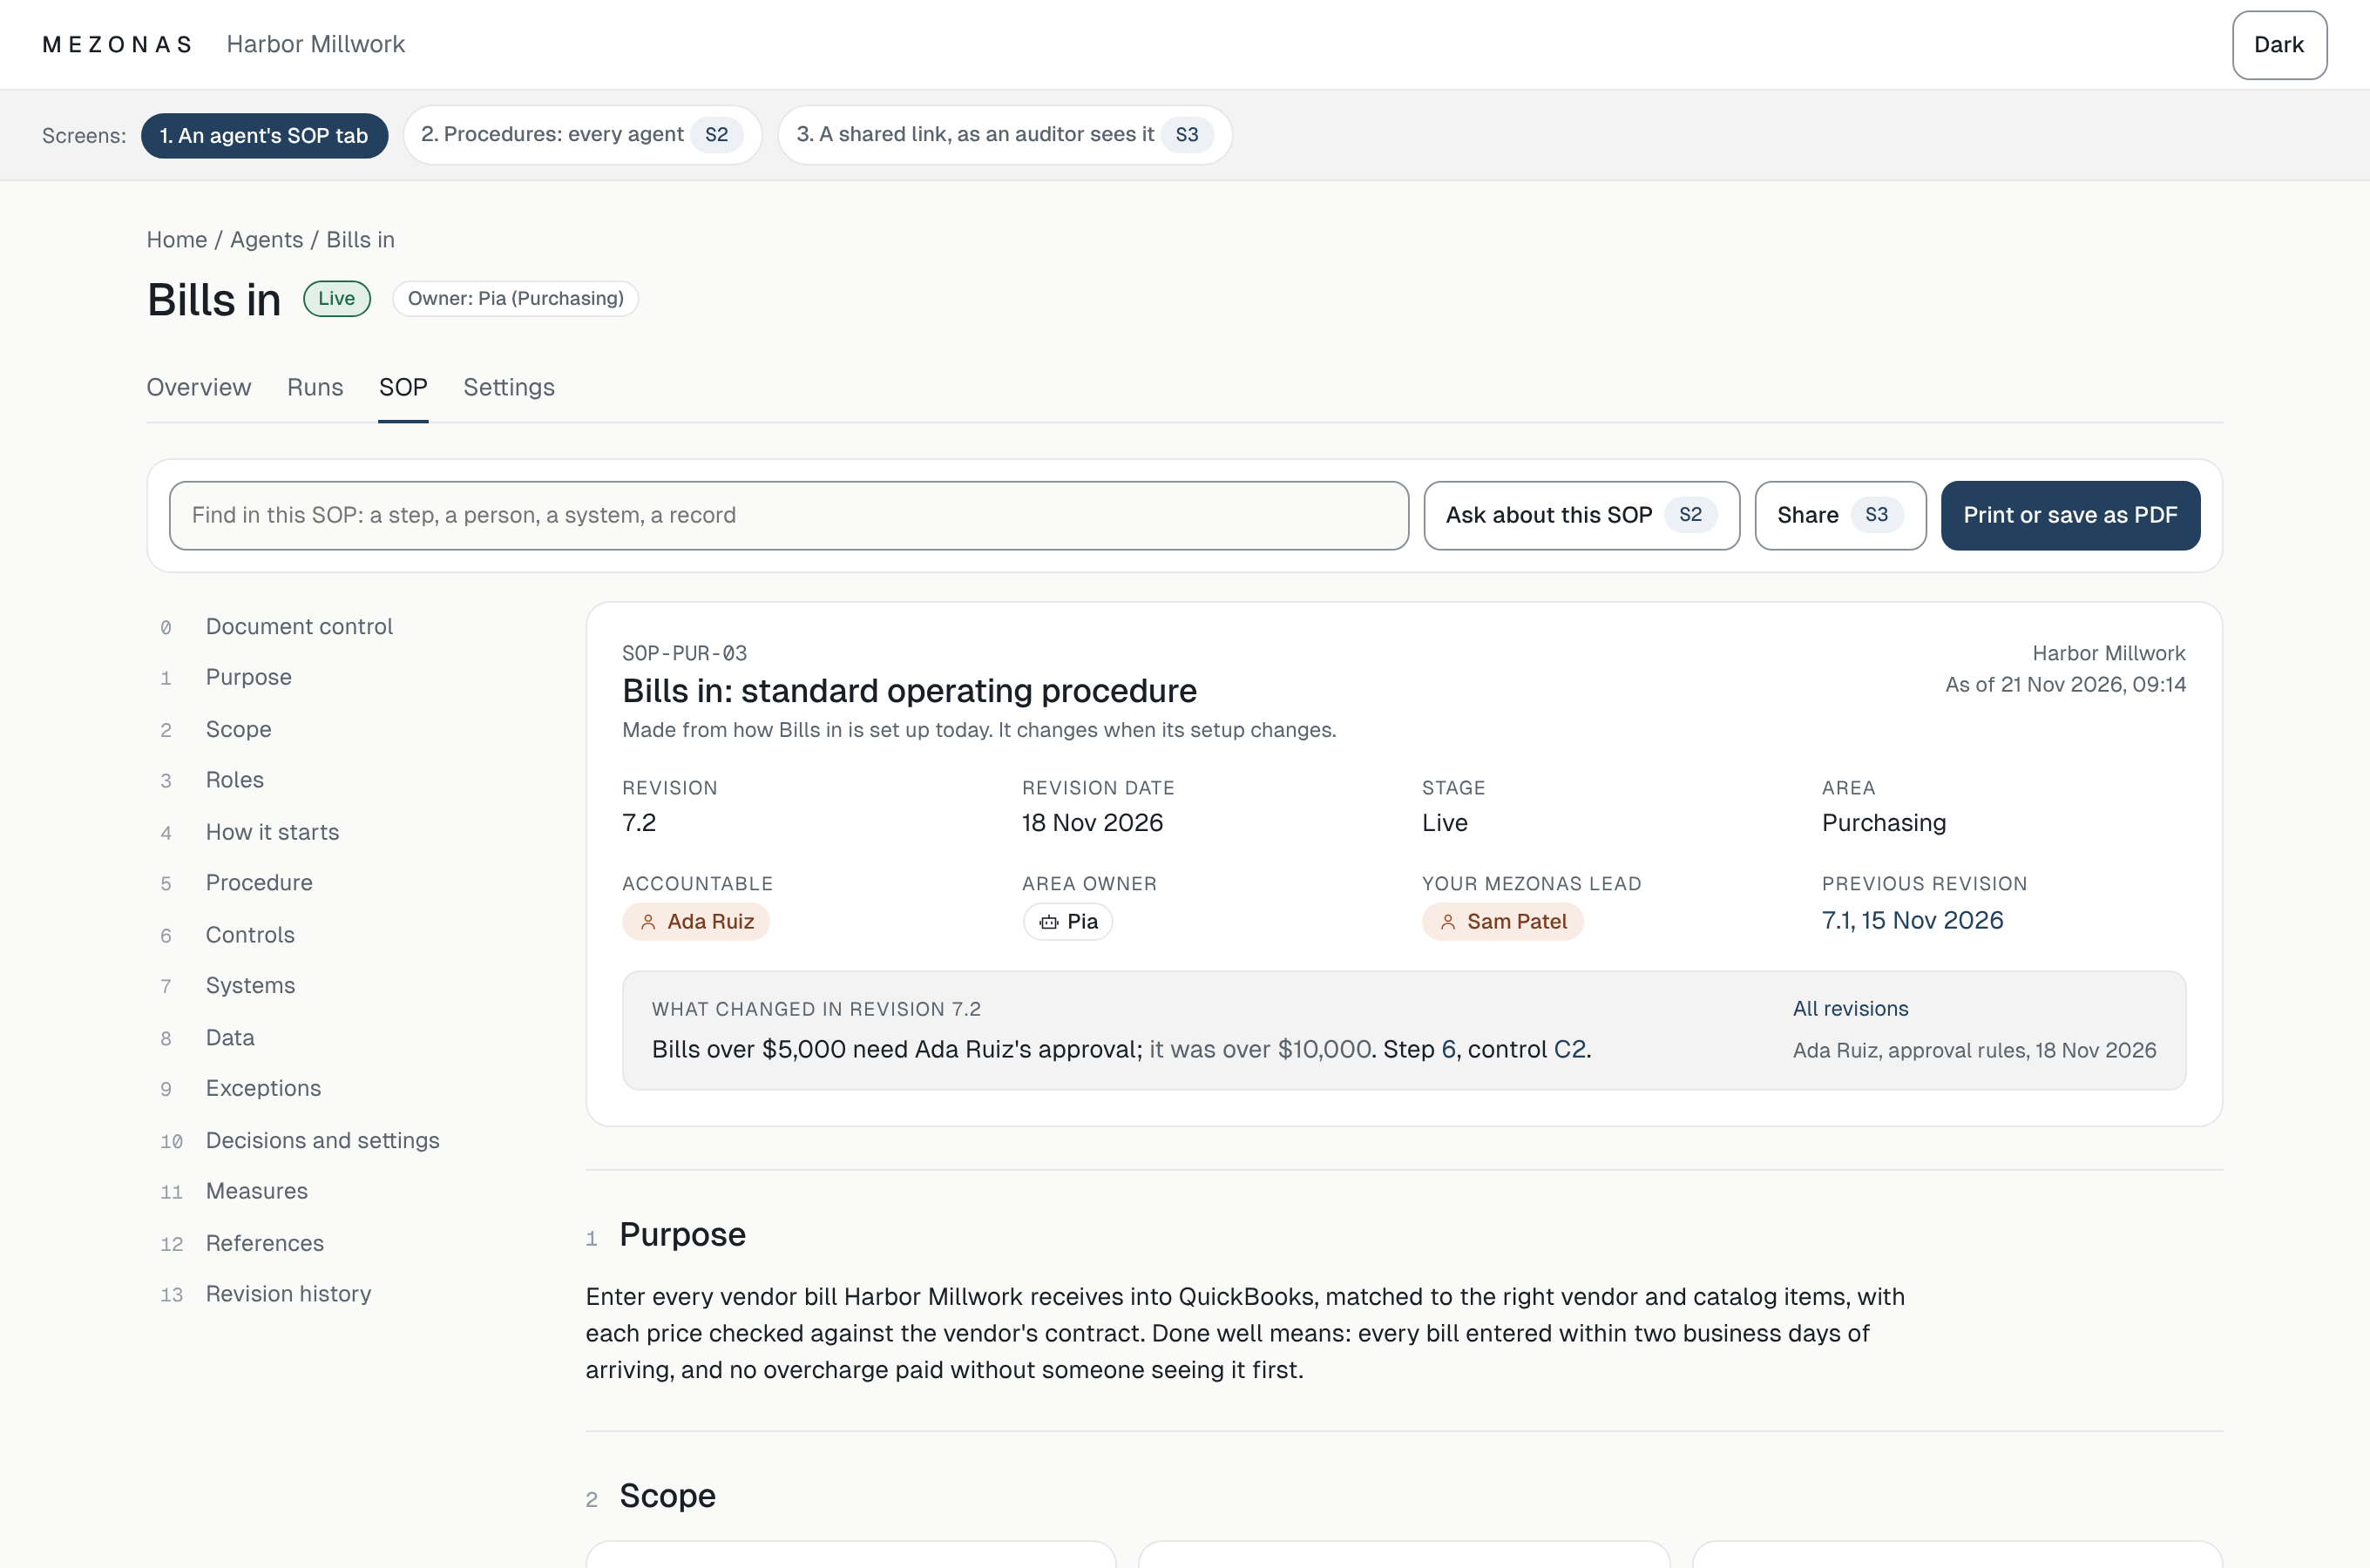 MEZONAS Harbor Millwork Dark
Screens: 1. An agent's SOP tab 2. Procedures: every agent S2 3. A shared link, as an auditor sees it S3
Home / Agents / Bills in
Bills in Live Owner: Pia (Purchasing)
Overview Runs SOP Settings
Find in this SOP: a step, a person, a system, a record Ask about this SOP S2 Share S3 Print or save as PDF
0 Document control
1 Purpose
2 Scope
3 Roles
4 How it starts
5 Procedure
6 Controls
7 Systems
8 Data
9 Exceptions
10 Decisions and settings
11 Measures
12 References
13 Revision history
SOP-PUR-03 Harbor Millwork
Bills in: standard operating procedure As of 21 Nov 2026, 09:14
Made from how Bills in is set up today. It changes when its setup changes.
REVISION REVISION DATE STAGE AREA
7.2 18 Nov 2026 Live Purchasing
ACCOUNTABLE AREA OWNER YOUR MEZONAS LEAD PREVIOUS REVISION
Ada Ruiz Pia Sam Patel 7.1, 15 Nov 2026
WHAT CHANGED IN REVISION 7.2 All revisions
Bills over $5,000 need Ada Ruiz's approval; it was over $10,000. Step 6, control C2. Ada Ruiz, approval rules, 18 Nov 2026
1 Purpose
Enter every vendor bill Harbor Millwork receives into QuickBooks, matched to the right vendor and catalog items, with
each price checked against the vendor's contract. Done well means: every bill entered within two business days of
arriving, and no overcharge paid without someone seeing it first.
2 Scope